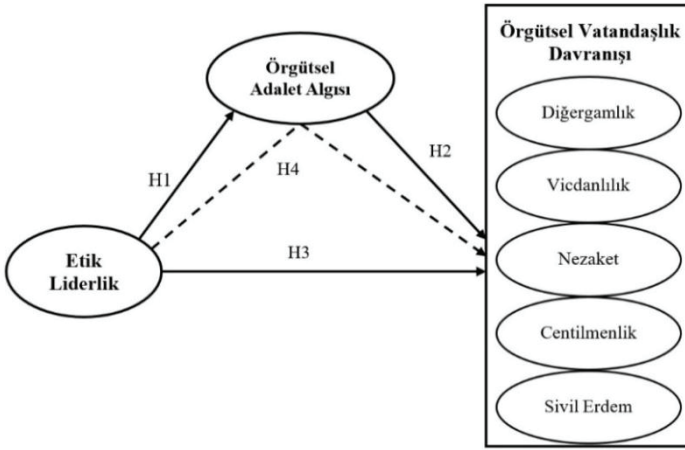 Örgütsel Vatandaşlık
Davranışı
Örgütsel
Adalet Algısı
Diğergamlık
H1
H4
H2
Vicdanlılık
Etik
Liderlik
H3
Nezaket
Centilmenlik
Sivil Erdem